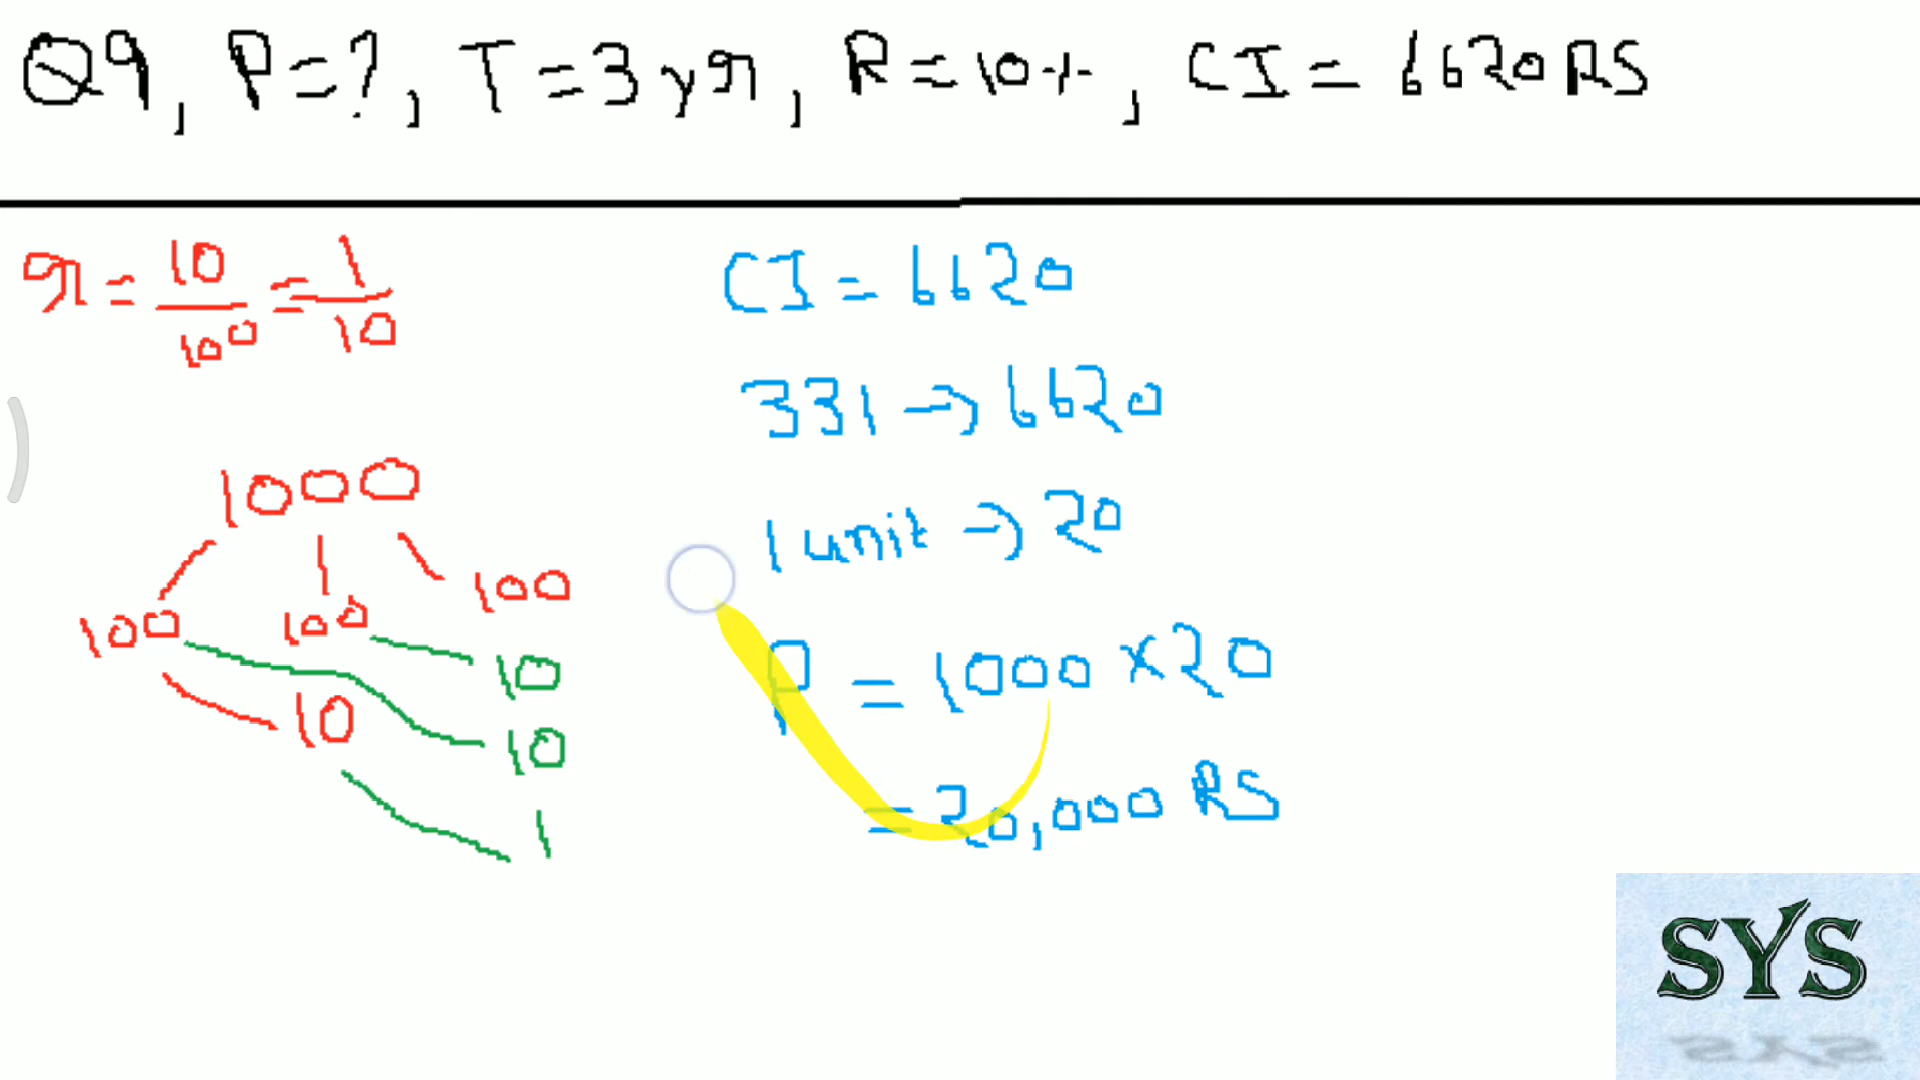 Q9, P=?, T=3yr, R=10%, CI=6620RS
r=10/100=1/10
1000
100 100 100
10
10
10
1
CI=6620
331→6620
1unit→20
P=1000×20
=20,000RS
SYS